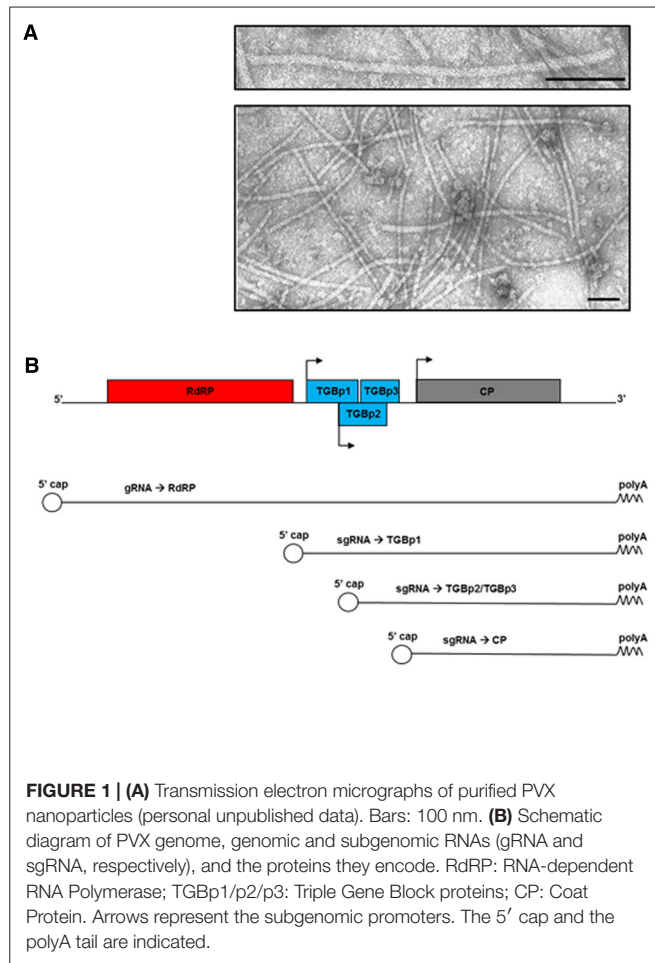 A
B
RdRP
TGBp1
TGBp3
CP
5'
3'
TGBp2
5' cap
gRNA → RdRP
polyA
5' cap
sgRNA → TGBp1
polyA
5' cap
sgRNA → TGBp2/TGBp3
polyA
5' cap
sgRNA → CP
polyA
FIGURE 1 | (A) Transmission electron micrographs of purified PVX
nanoparticles (personal unpublished data). Bars: 100 nm. (B) Schematic
diagram of PVX genome, genomic and subgenomic RNAs (gRNA and
sgRNA, respectively), and the proteins they encode. RdRP: RNA-dependent
RNA Polymerase; TGBp1/p2/p3: Triple Gene Block proteins; CP: Coat
Protein. Arrows represent the subgenomic promoters. The 5′ cap and the
polyA tail are indicated.